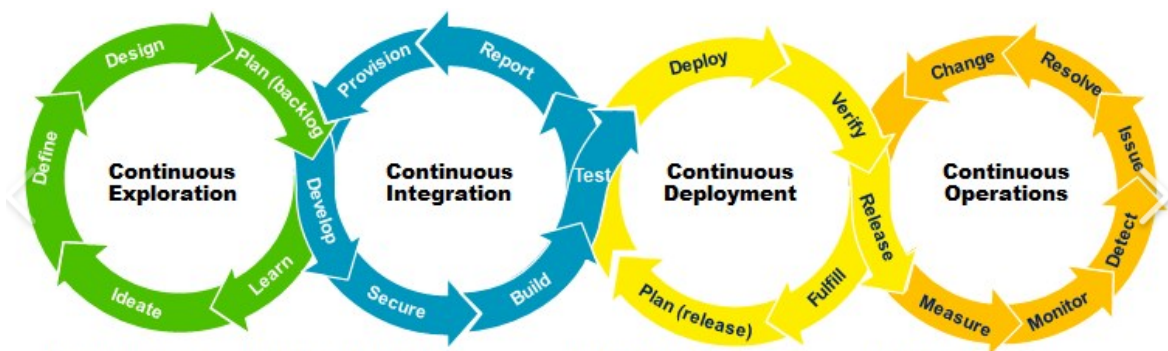 Design
Plan (backlog
Define
Continuous
Exploration
Ideate
Learn
Provision
Report
Continuous
Integration
Develop
Secure
Build
Test
Deploy
Verify
Continuous
Deployment
Plan (release)
Fulfill
Release
Change
Resolve
Issue
Continuous
Operations
Detect
Measure
Monitor